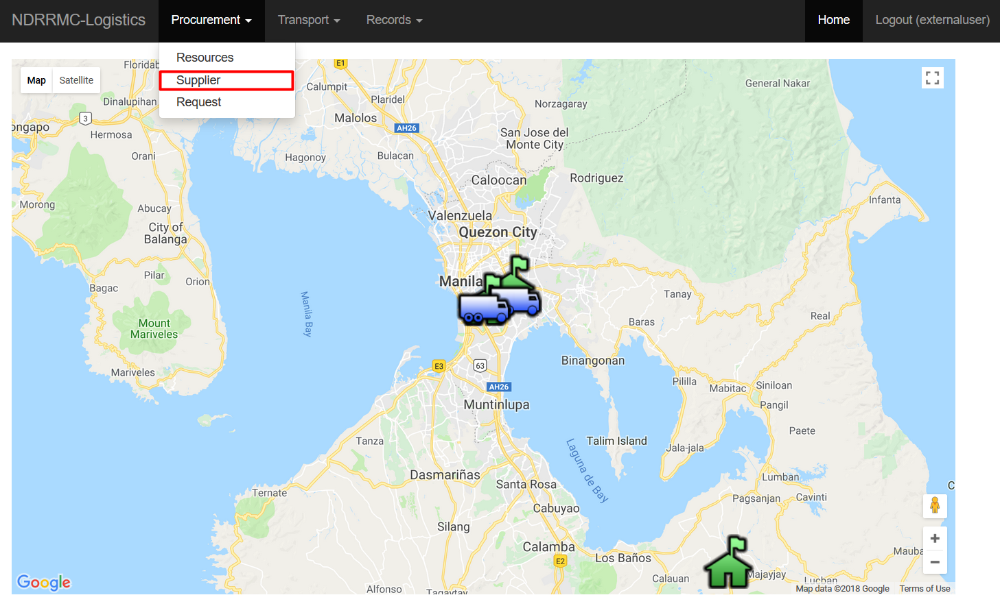 NDRRMC-Logistics
Procurement
Transport
Records
Home
Logout (externaluser)
Resources
Supplier
Request
Map
Satellite
E1
General Nakar
Calumpit
Plaridel
Norzagaray
Dinalupihan
3
Malolos
AH26
ongapo
Hermosa
San Jose del
Monte City
Orani
Hagonoy
Bulacan
Caloocan
Rodriguez
Morong
Abucay
Infanta
Valenzuela
City of
Balanga
Quezon City
Pilar
Orion
Manila
Bagac
Tanay
Manila Bay
Mount
Mariveles
Baras
Real
Binangonan
E3
63
Mariveles
AH26
Pililla
Mabitac
Siniloan
Muntinlupa
Pangil
Tanza
Talim Island
Paete
Jala-jala
Laguna de Bay
Dasmariñas
Santa Rosa
Lumban
Ternate
Pagsanjan
Cavinti
Cabuyao
Silang
Calamba
Los Baños
E2
Mauba
Majayjay
Calauan
Lucban
Google
Alfonso
Tagaytay
Map data ©2018 Google
Terms of Use